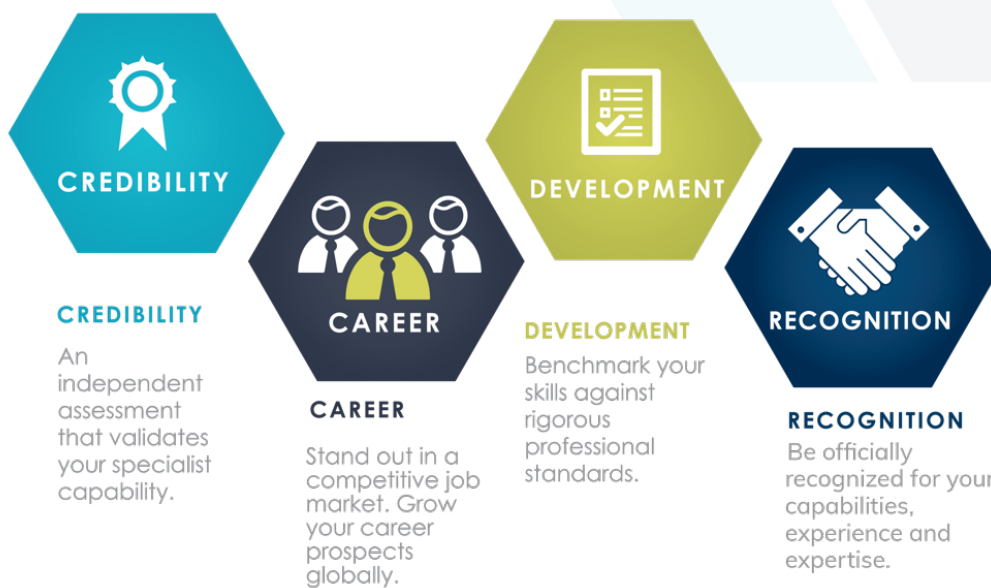 CREDIBILITY
CREDIBILITY
An
independent
assessment
that validates
your specialist
capability.
CAREER
CAREER
Stand out in a
competitive job
market. Grow
your career
prospects
globally.
DEVELOPMENT
DEVELOPMENT
Benchmark your
skills against
rigorous
professional
standards.
RECOGNITION
RECOGNITION
Be officially
recognized for your
capabilities,
experience and
expertise.